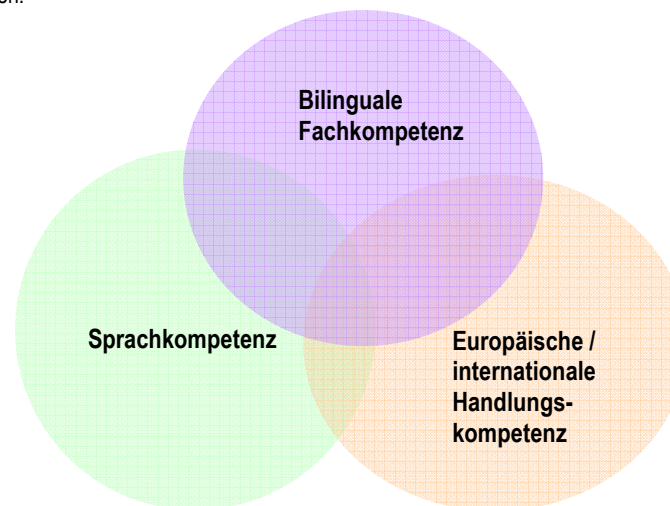 Bilinguale
Fachkompetenz
Sprachkompetenz
Europäische /
internationale
Handlungs-
kompetenz